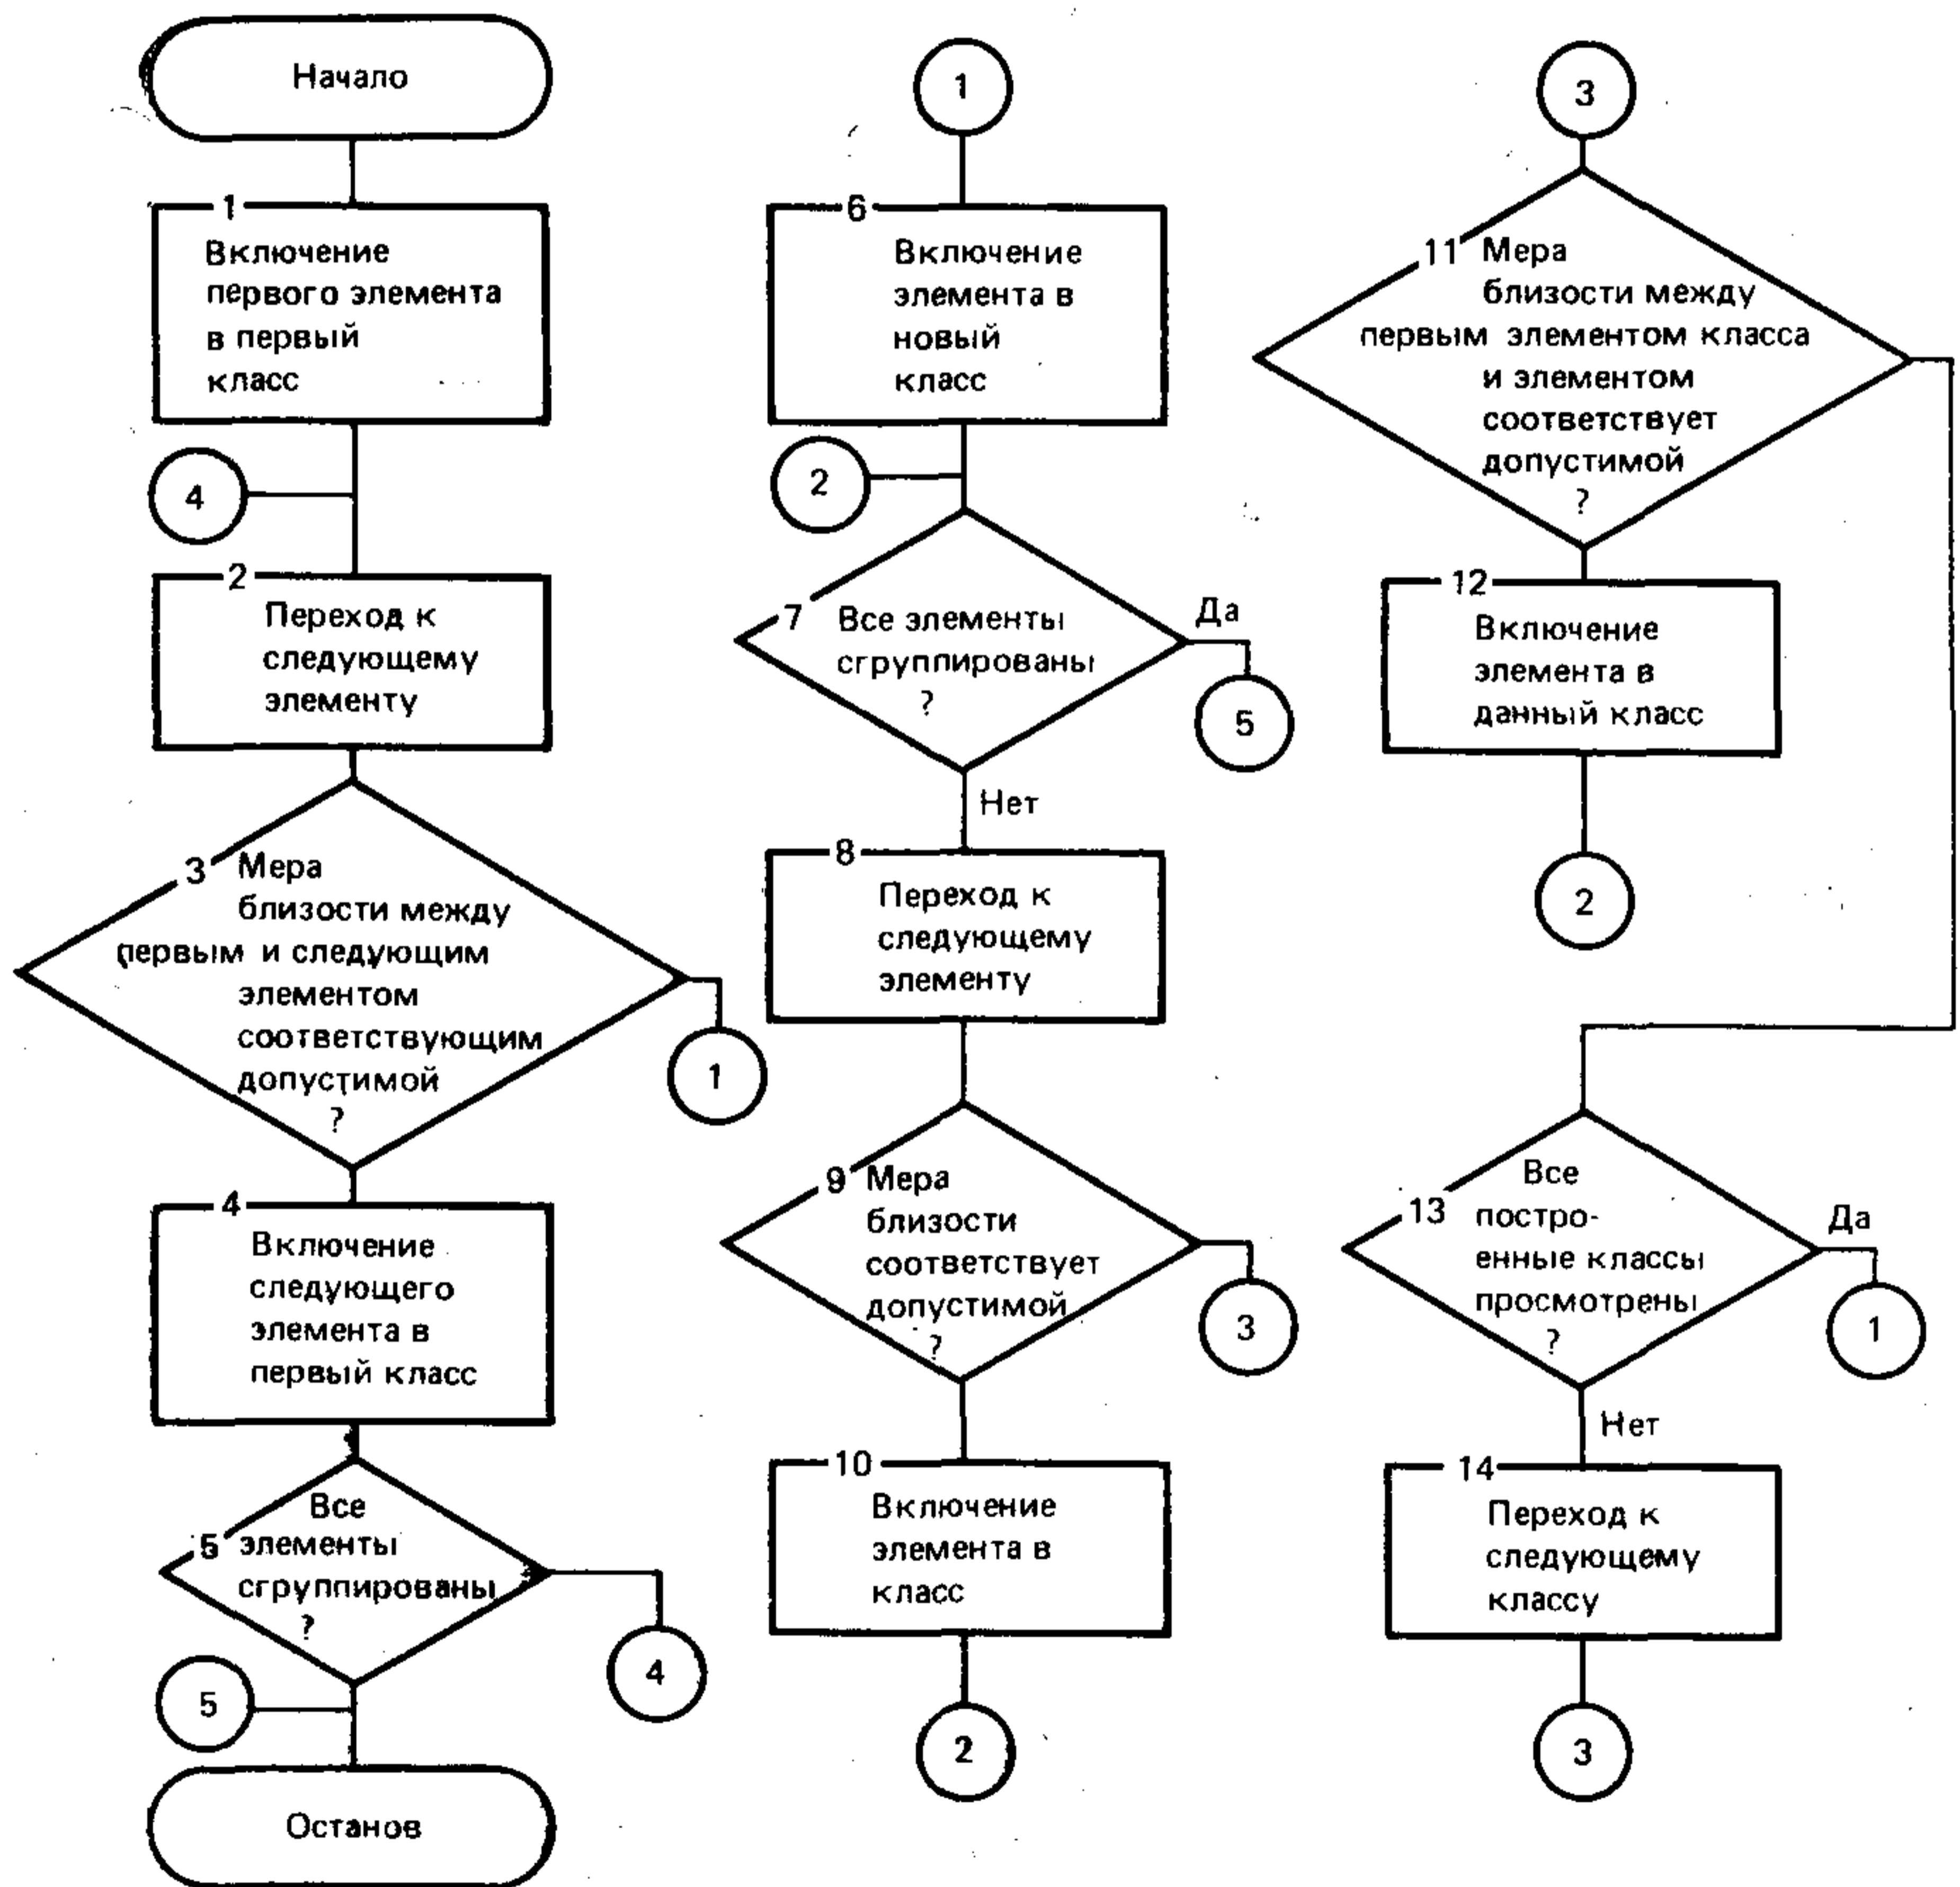 Начало
1
Включение
первого элемента
в первый
класс
4
2
Переход к
следующему
элементу
3 Мера
близости между
первым и следующим
элементом
соответствующим
допустимой
?
1
4
Включение
следующего
элемента в
первый класс
Все
5 элементы
сгруппированы
?
4
5
Останов
1
6
Включение
элемента в
новый
класс
2
7 Все элементы
сгруппированы
?
Да
5
Нет
8
Переход к
следующему
элементу
9 Мера
близости
соответствует
допустимой
?
3
10
Включение
элемента в
класс
2
3
11 Мера
близости между
первым элементом класса
и элементом
соответствует
допустимой
?
12
Включение
элемента в
данный класс
2
Все
13 постро-
енные классы
просмотрены
?
Да
1
Нет
14
Переход к
следующему
классу
3